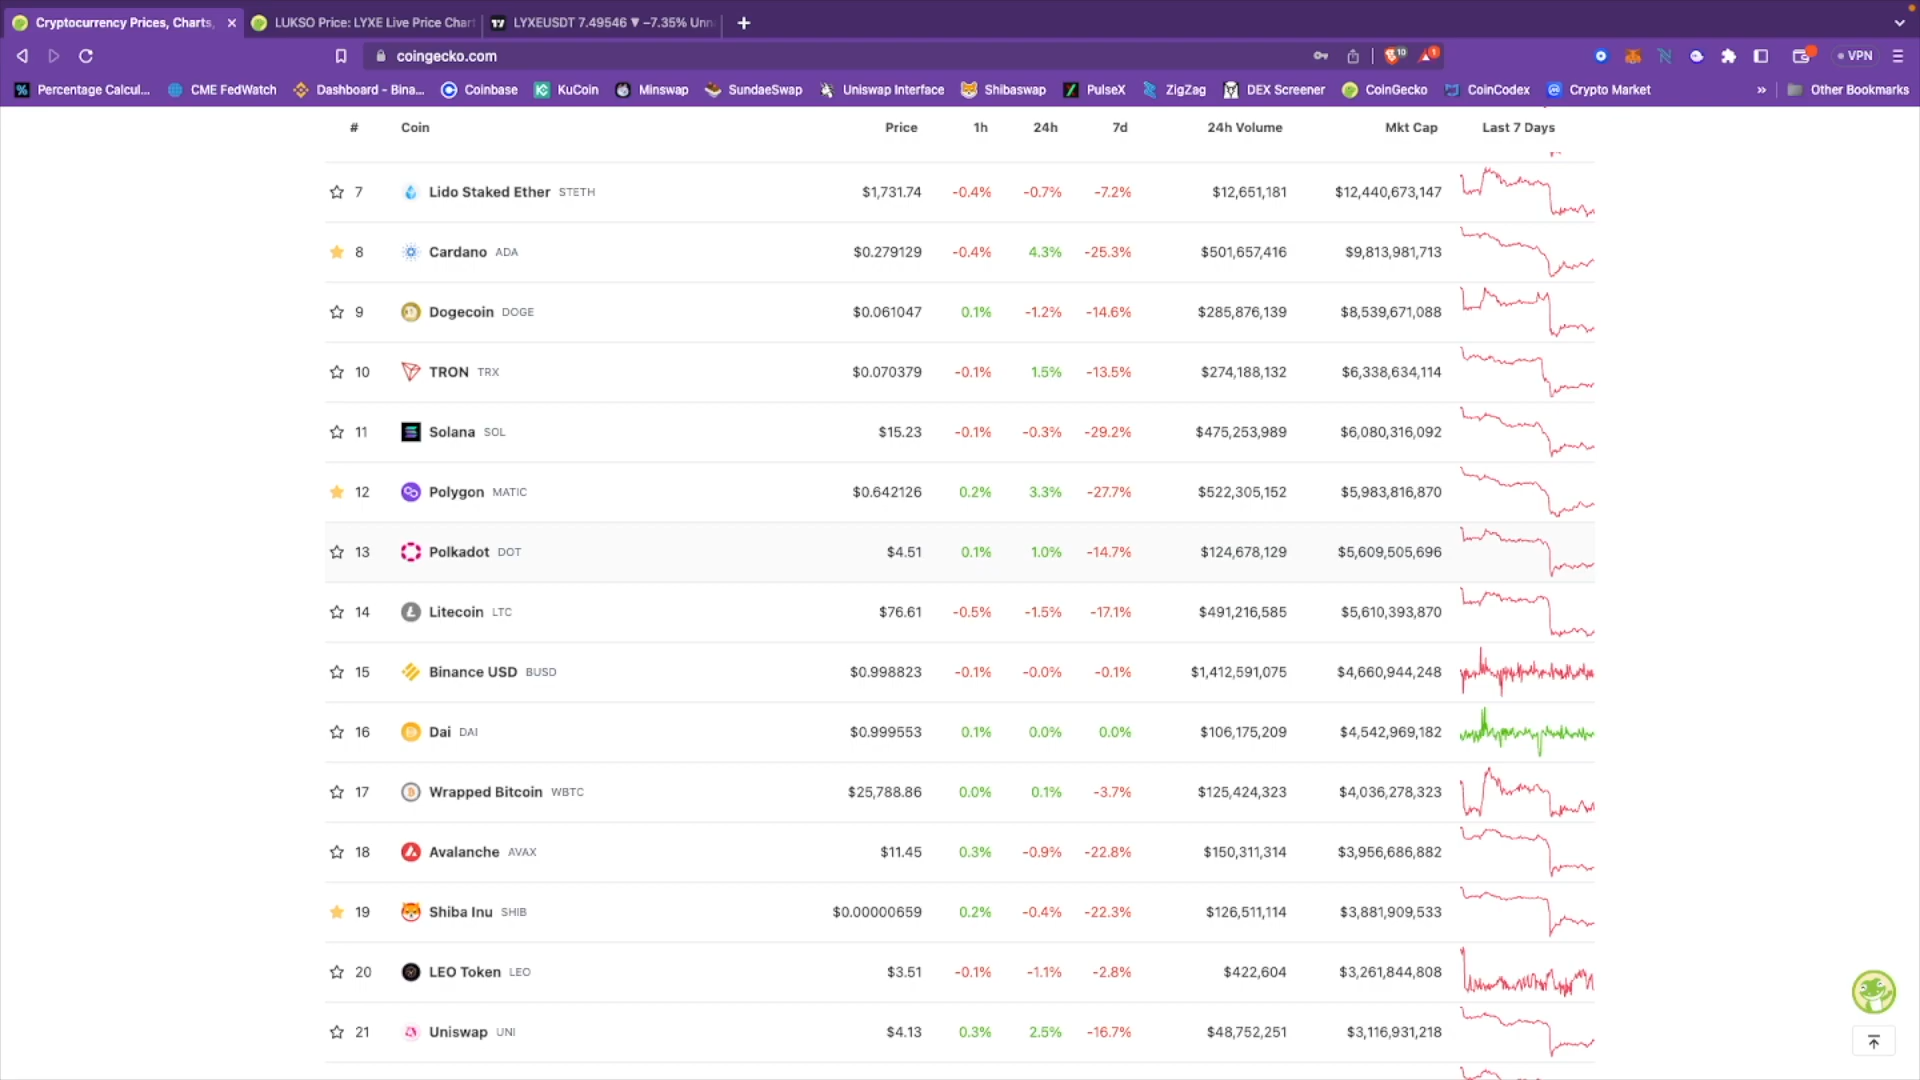 Cryptocurrency Prices, Charts,
LUKSO Price: LYXE Live Price Chart
LYXEUSDT 7.49546 ▼ −7.35% Unn
coingecko.com
10
1
VPN
Percentage Calcul...
CME FedWatch
Dashboard - Bina...
Coinbase
KuCoin
Minswap
SundaeSwap
Uniswap Interface
Shibaswap
PulseX
ZigZag
DEX Screener
CoinGecko
CoinCodex
Crypto Market
»
Other Bookmarks
# Coin Price 1h 24h 7d 24h Volume Mkt Cap Last 7 Days
7 Lido Staked Ether STETH $1,731.74 -0.4% -0.7% -7.2% $12,651,181 $12,440,673,147
8 Cardano ADA $0.279129 -0.4% 4.3% -25.3% $501,657,416 $9,813,981,713
9 Dogecoin DOGE $0.061047 0.1% -1.2% -14.6% $285,876,139 $8,539,671,088
10 TRON TRX $0.070379 -0.1% 1.5% -13.5% $274,188,132 $6,338,634,114
11 Solana SOL $15.23 -0.1% -0.3% -29.2% $475,253,989 $6,080,316,092
12 Polygon MATIC $0.642126 0.2% 3.3% -27.7% $522,305,152 $5,983,816,870
13 Polkadot DOT $4.51 0.1% 1.0% -14.7% $124,678,129 $5,609,505,696
14 Litecoin LTC $76.61 -0.5% -1.5% -17.1% $491,216,585 $5,610,393,870
15 Binance USD BUSD $0.998823 -0.1% -0.0% -0.1% $1,412,591,075 $4,660,944,248
16 Dai DAI $0.999553 0.1% 0.0% 0.0% $106,175,209 $4,542,969,182
17 Wrapped Bitcoin WBTC $25,788.86 0.0% 0.1% -3.7% $125,424,323 $4,036,278,323
18 Avalanche AVAX $11.45 0.3% -0.9% -22.8% $150,311,314 $3,956,686,882
19 Shiba Inu SHIB $0.00000659 0.2% -0.4% -22.3% $126,511,114 $3,881,909,533
20 LEO Token LEO $3.51 -0.1% -1.1% -2.8% $422,604 $3,261,844,808
21 Uniswap UNI $4.13 0.3% 2.5% -16.7% $48,752,251 $3,116,931,218